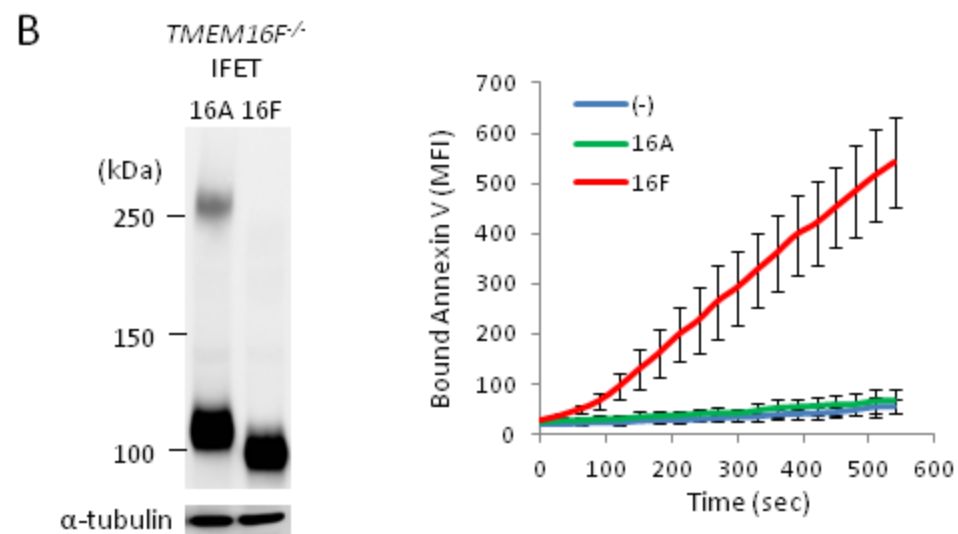 B
TMEM16F-/-
IFET
16A 16F
(kDa)
250
150
100
α-tubulin
700
600
500
400
300
200
100
0
Bound Annexin V (MFI)
(-)
16A
16F
0 100 200 300 400 500 600
Time (sec)